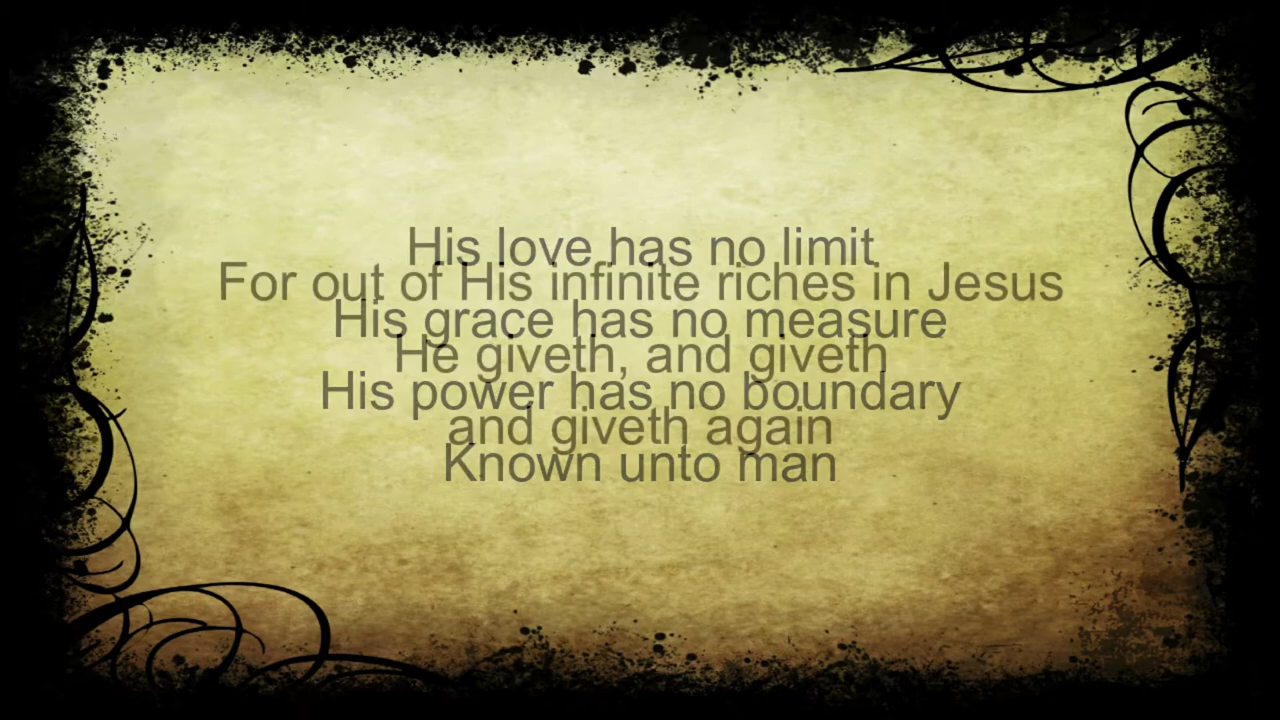 His love has no limit
For out of His infinite riches in Jesus
His grace has no measure
He giveth, and giveth
His power has no boundary
and giveth again
Known unto man